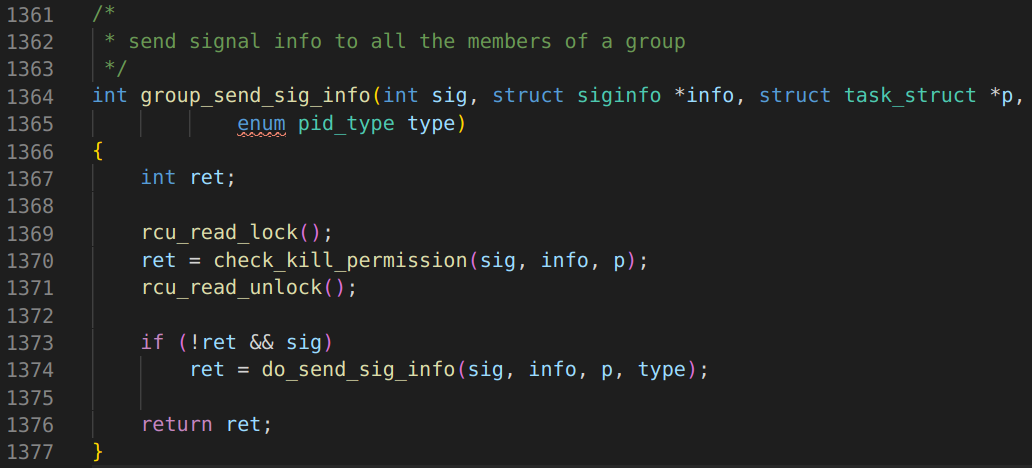 1361 /*
1362  * send signal info to all the members of a group
1363  */
1364 int group_send_sig_info(int sig, struct siginfo *info, struct task_struct *p,
1365             enum pid_type type)
1366 {
1367     int ret;
1368
1369     rcu_read_lock();
1370     ret = check_kill_permission(sig, info, p);
1371     rcu_read_unlock();
1372
1373     if (!ret && sig)
1374         ret = do_send_sig_info(sig, info, p, type);
1375
1376     return ret;
1377 }